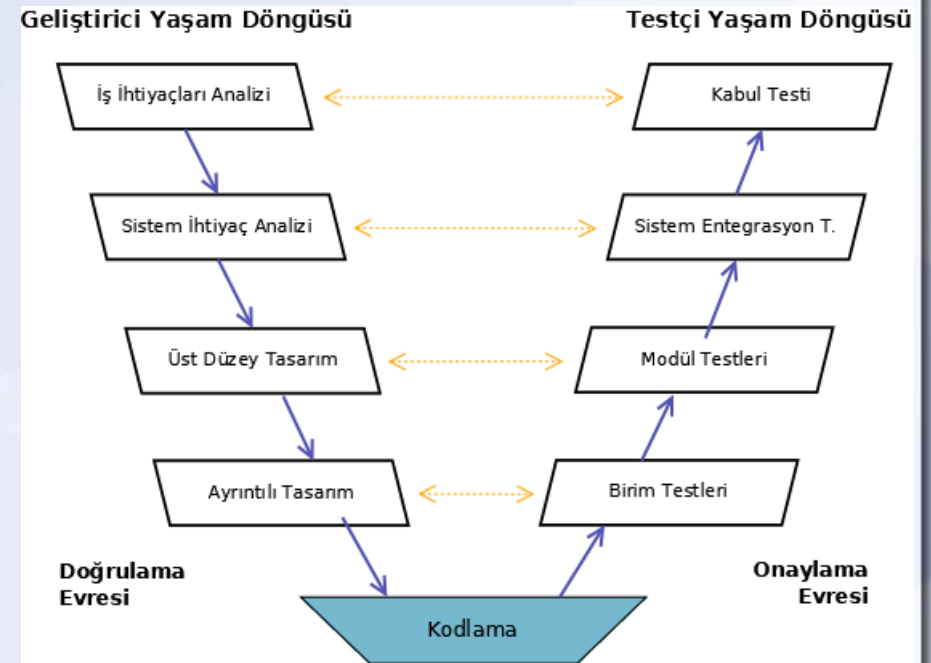 Geliştirici Yaşam Döngüsü
Testçi Yaşam Döngüsü
İş İhtiyaçları Analizi
Kabul Testi
Sistem İhtiyaç Analizi
Sistem Entegrasyon T.
Üst Düzey Tasarım
Modül Testleri
Ayrıntılı Tasarım
Birim Testleri
Doğrulama
Evresi
Onaylama
Evresi
Kodlama